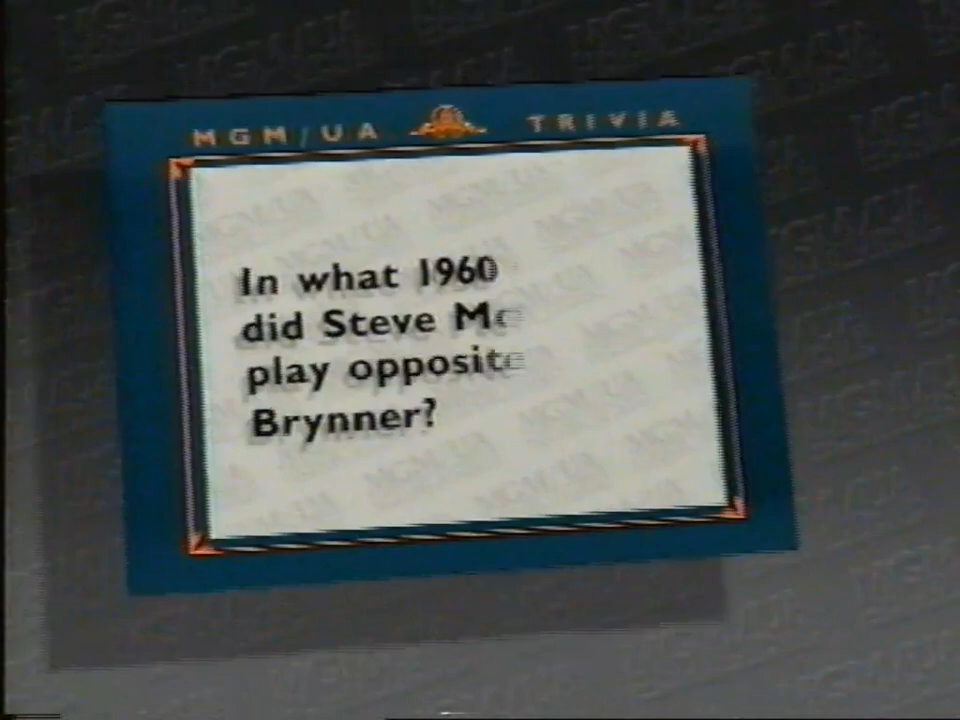 MGM/UA TRIVIA
In what 1960
did Steve Mc
play opposite
Brynner?